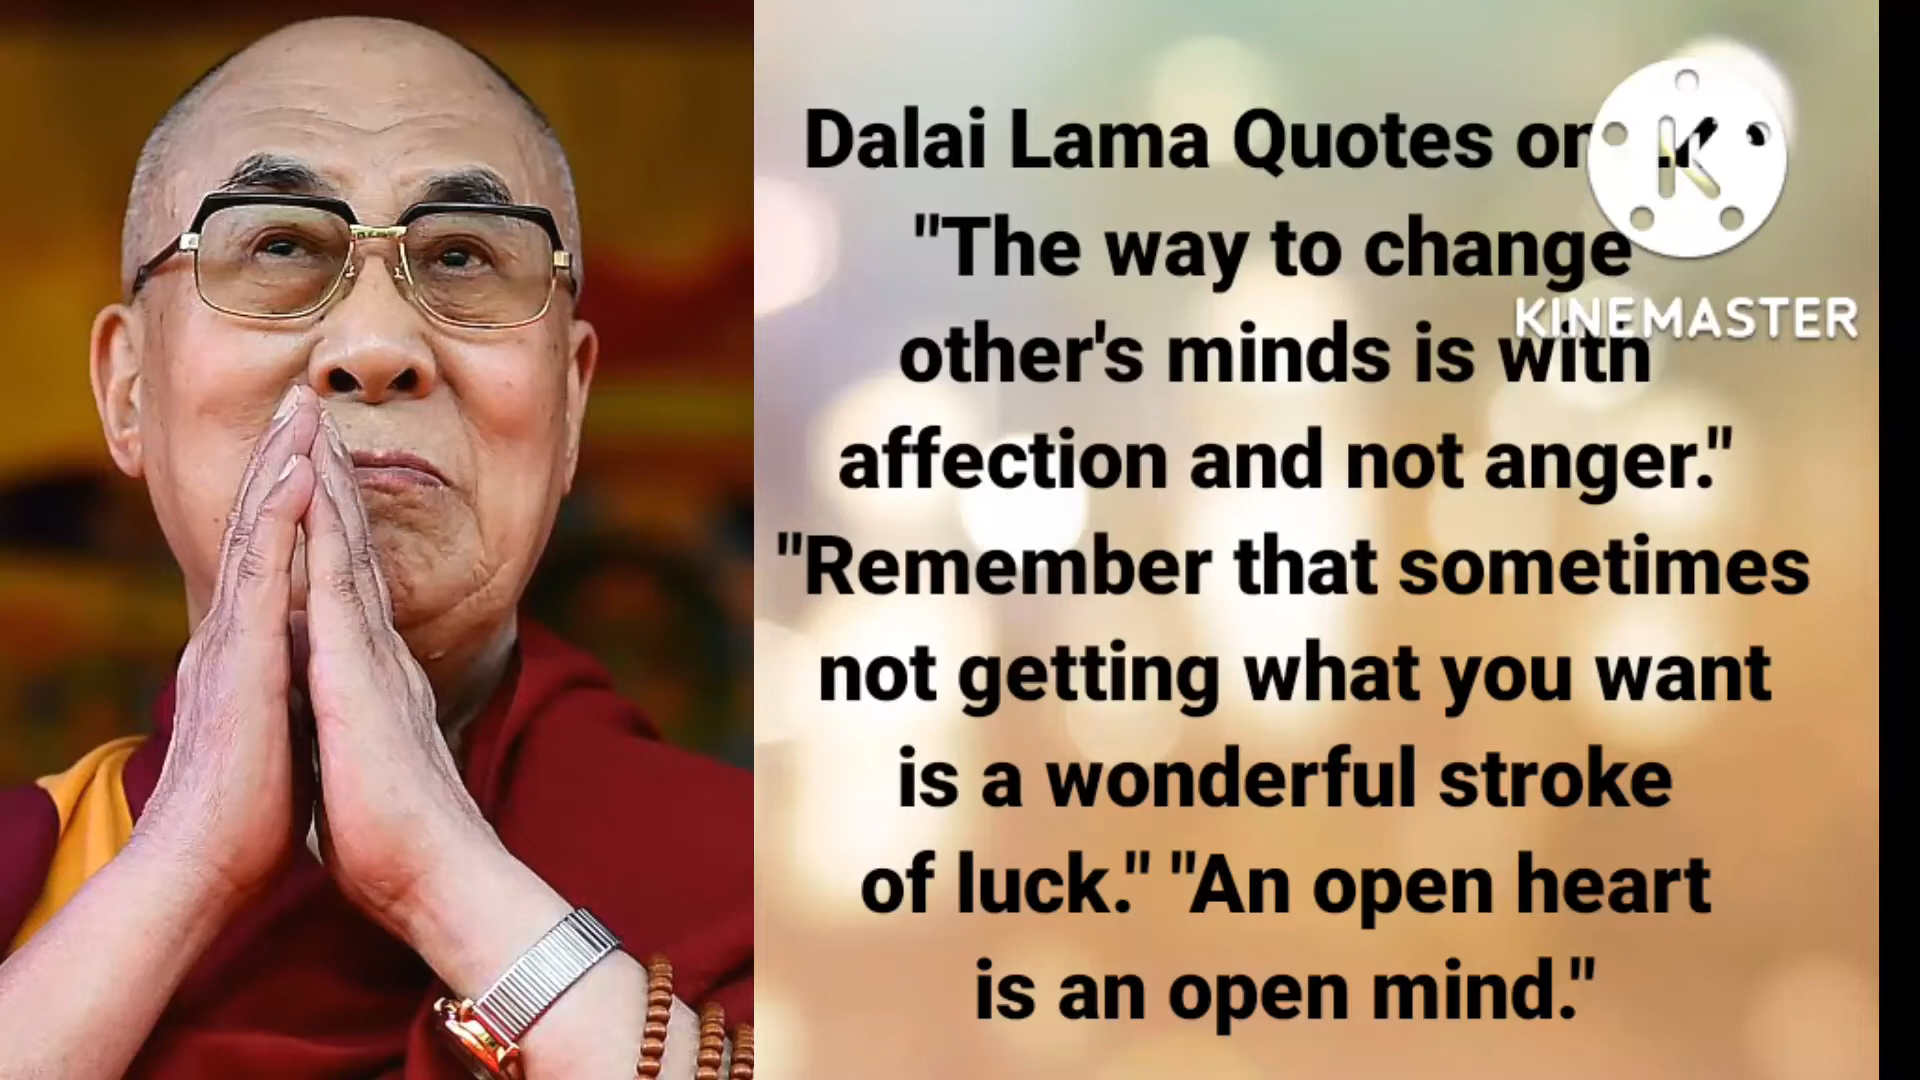 Dalai Lama Quotes on
"The way to change
other's minds is with
affection and not anger."
"Remember that sometimes
not getting what you want
is a wonderful stroke
of luck." "An open heart
is an open mind."
K
KINEMASTER